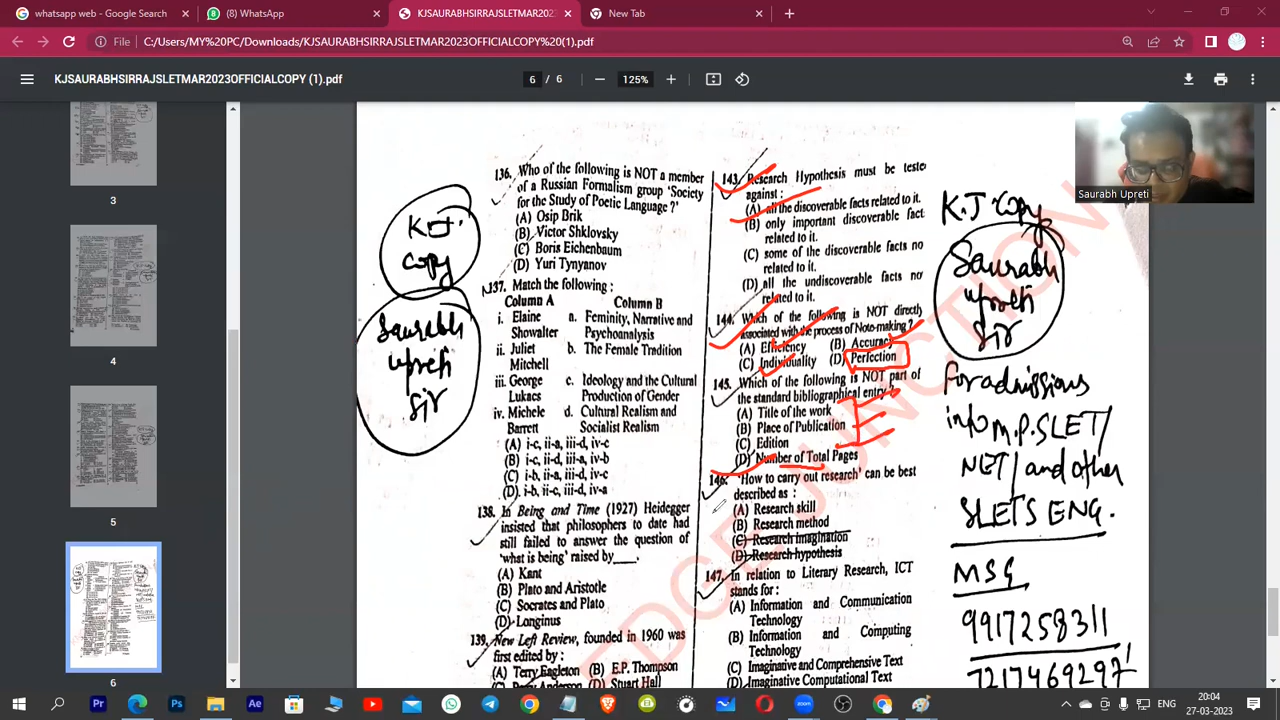 whatsapp web - Google Search
(8) WhatsApp
KJSAURABHSIRRAJSLETMAR2023
New Tab
File
C:/Users/MY%20PC/Downloads/KJSAURABHSIRRAJSLETMAR2023OFFICIALCOPY%20(1).pdf
KJSAURABHSIRRAJSLETMAR2023OFFICIALCOPY (1).pdf
6 / 6
125%
3
4
5
6
Saurabh Upreti
K.J.
copy
Saurabh
upreti
Sir
136. Who of the following is NOT a member
of a Russian Formalism group 'Society
for the Study of Poetic Language ?'
(A) Osip Brik
(B) Victor Shklovsky
(C) Boris Eichenbaum
(D) Yuri Tynyanov
137. Match the following :
Column A Column B
i. Elaine a. Feminity, Narrative and
Showalter Psychoanalysis
ii. Juliet b. The Female Tradition
Mitchell
iii. George c. Ideology and the Cultural
Lukacs Production of Gender
iv. Michele d. Cultural Realism and
Barrett Socialist Realism
(A) i-c, ii-a, iii-d, iv-c
(B) i-c, ii-d, iii-a, iv-b
(C) i-b, ii-a, iii-d, iv-c
(D) i-b, ii-c, iii-d, iv-a
138. In Being and Time (1927) Heidegger
insisted that philosophers to date had
still failed to answer the question of
'what is being' raised by____.
(A) Kant
(B) Plato and Aristotle
(C) Socrates and Plato
(D) Longinus
139. New Left Review, founded in 1960 was
first edited by :
(A) Terry Eagleton (B) E.P. Thompson
(C) Perry Anderson (D) Stuart Hall
143. Research Hypothesis must be teste
against :
(A) all the discoverable facts related to it.
(B) only important discoverable fact
related to it.
(C) some of the discoverable facts no
related to it.
(D) all the undiscoverable facts no
related to it.
144. Which of the following is NOT directly
associated with the process of Note-making ?
(A) Efficiency (B) Accuracy
(C) Individuality (D) Perfection
145. Which of the following is NOT part of
the standard bibliographical entry
(A) Title of the work
(B) Place of Publication
(C) Edition
(D) Number of Total Pages
146. 'How to carry out research' can be best
described as :
(A) Research skill
(B) Research method
(C) Research imagination
(D) Research hypothesis
147. In relation to Literary Research, ICT
stands for :
(A) Information and Communication
Technology
(B) Information and Computing
Technology
(C) Imaginative and Comprehensive Text
(D) Imaginative Computational Text
K.J copy
Saurabh
upreti
Sir
For admissions
info M.P.SLET/
NET/ and other
SLETS ENG.
MSG
9917258311
7217469297
EDGE JUNCTION
20:04
27-03-2023